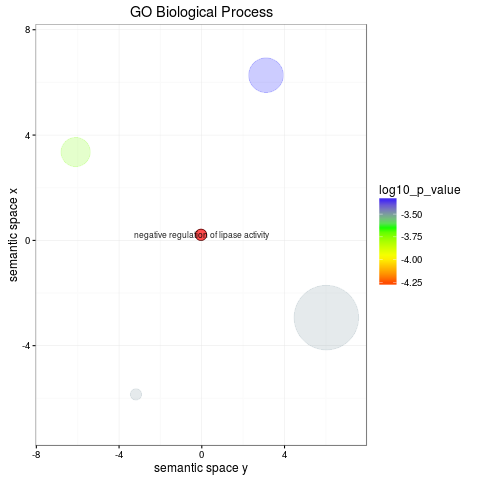 GO Biological Process
8
4
0
-4
semantic space x
negative regulation of lipase activity
-8
-4
0
4
semantic space y
log10_p_value
-3.50
-3.75
-4.00
-4.25